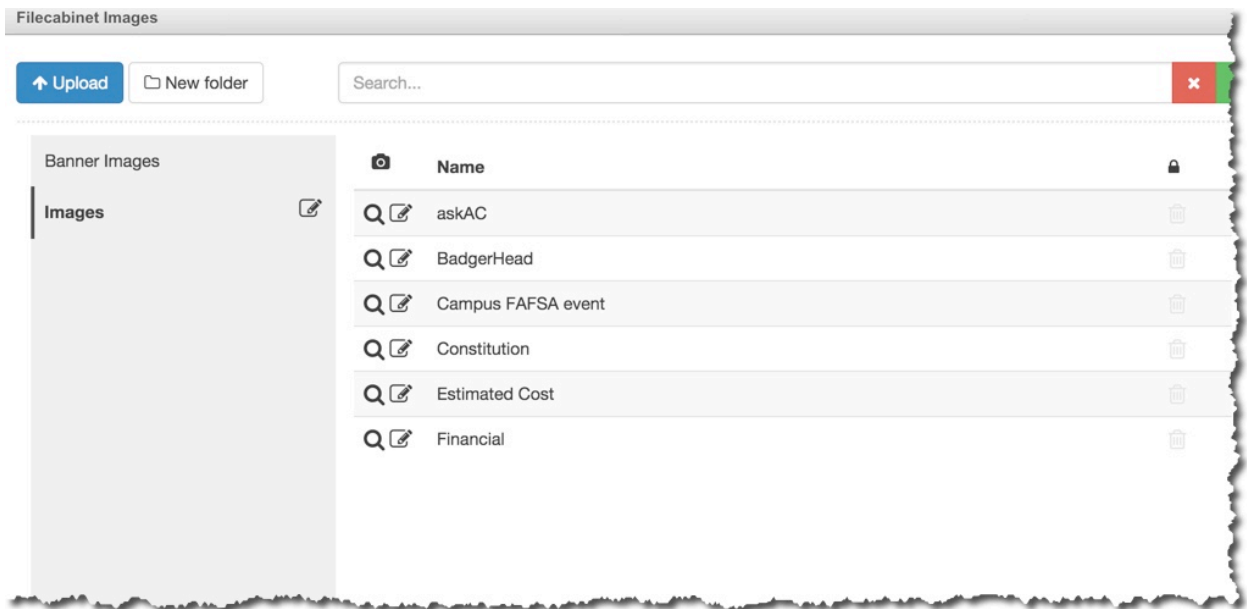 Filecabinet Images
Upload New folder Search...
Banner Images
Images
Name
askAC
BadgerHead
Campus FAFSA event
Constitution
Estimated Cost
Financial